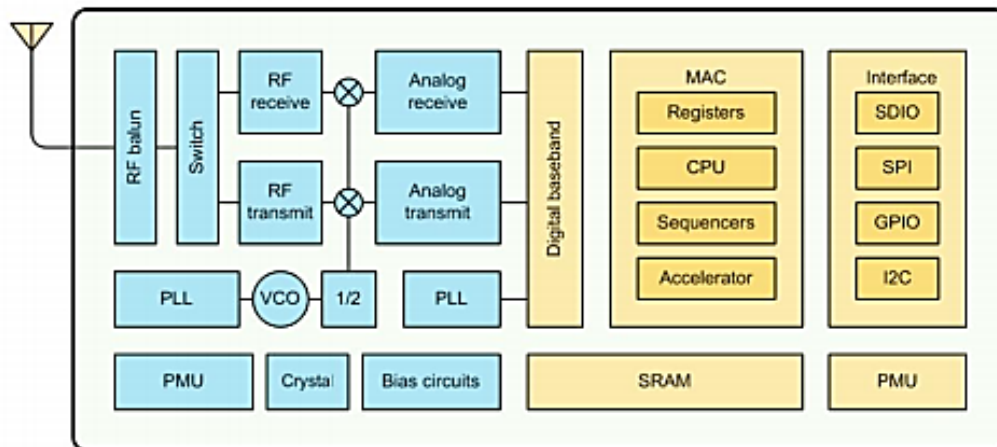 RF balun
Switch
RF
receive
Analog
receive
RF
transmit
Analog
transmit
PLL
VCO
1/2
PLL
Digital baseband
MAC
Registers
CPU
Sequencers
Accelerator
Interface
SDIO
SPI
GPIO
I2C
PMU
Crystal
Bias circuits
SRAM
PMU